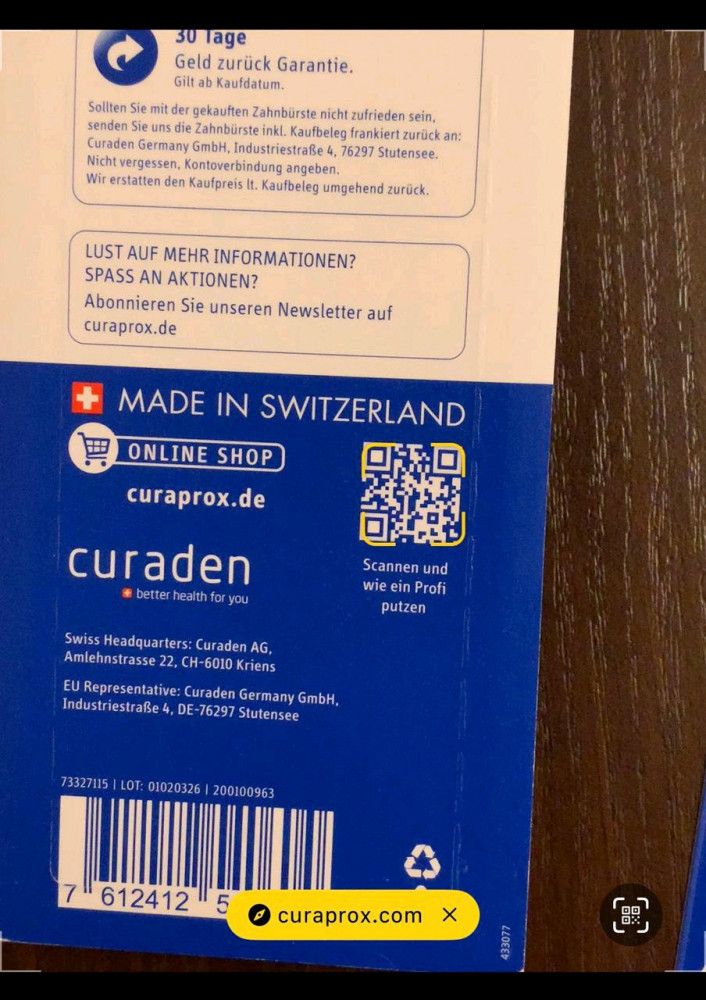 30 Tage
Geld zurück Garantie.
Gilt ab Kaufdatum.
Sollten Sie mit der gekauften Zahnbürste nicht zufrieden sein,
senden Sie uns die Zahnbürste inkl. Kaufbeleg frankiert zurück an:
Curaden Germany GmbH, Industriestraße 4, 76297 Stutensee.
Nicht vergessen, Kontoverbindung angeben.
Wir erstatten den Kaufpreis lt. Kaufbeleg umgehend zurück.
LUST AUF MEHR INFORMATIONEN?
SPASS AN AKTIONEN?
Abonnieren Sie unseren Newsletter auf
curaprox.de
MADE IN SWITZERLAND
ONLINE SHOP
curaprox.de
Scannen und
wie ein Profi
putzen
curaden
better health for you
Swiss Headquarters: Curaden AG,
Amlehnstrasse 22, CH-6010 Kriens
EU Representative: Curaden Germany GmbH,
Industriestraße 4, DE-76297 Stutensee
73327115 | LOT: 01020326 | 200100963
7 612412 5
curaprox.com
433077